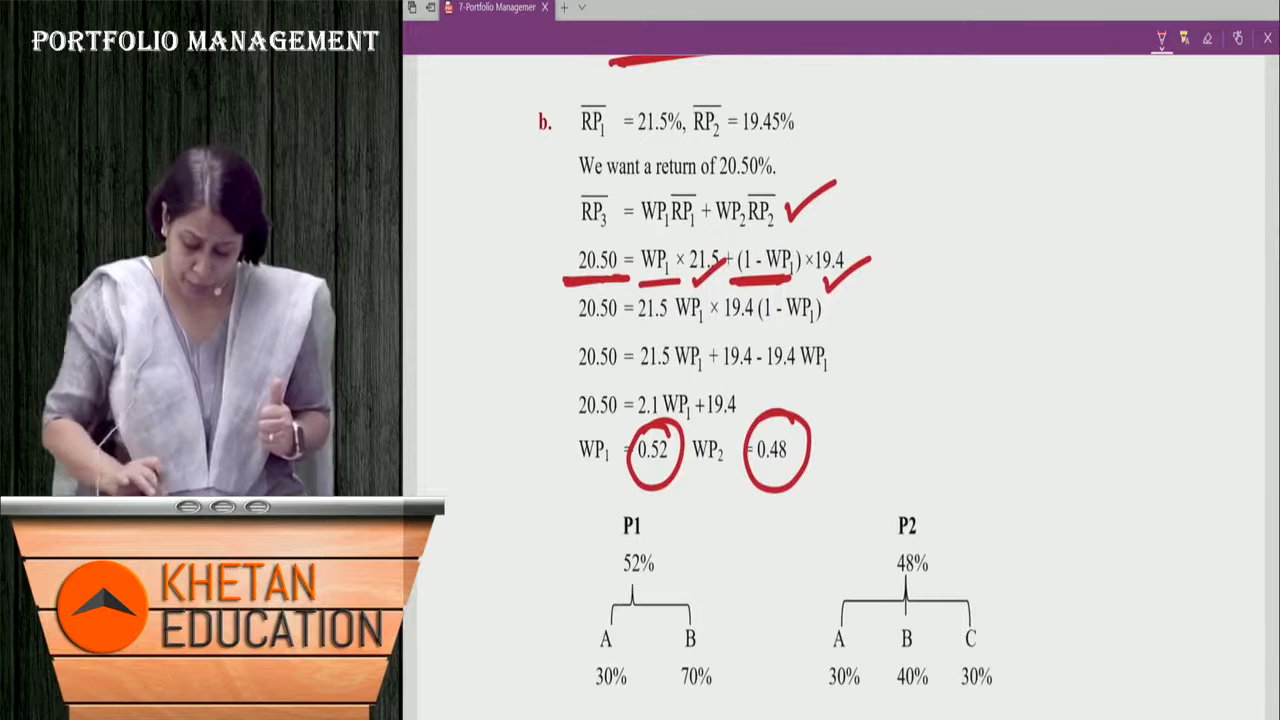 7-Portfolio Managemer
PORTFOLIO MANAGEMENT
b. RP1 = 21.5%, RP2 = 19.45%
We want a return of 20.50%.
RP3 = WP1RP1 + WP2RP2
20.50 = WP1 × 21.5 + (1 - WP1) ×19.4
20.50 = 21.5 WP1 × 19.4 (1 - WP1)
20.50 = 21.5 WP1 + 19.4 - 19.4 WP1
20.50 = 2.1 WP1 +19.4
WP1 = 0.52 WP2 = 0.48
P1 P2
52% 48%
A B A B C
30% 70% 30% 40% 30%
KHETAN
EDUCATION